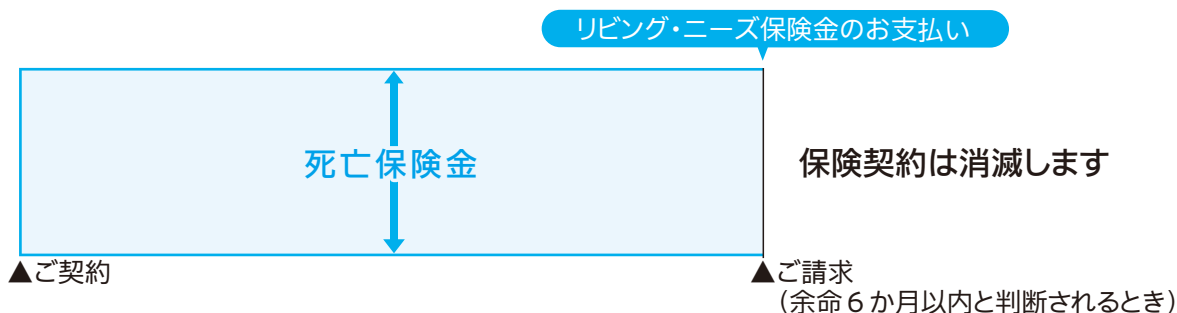 リビング・ニーズ保険金のお支払い
死亡保険金
保険契約は消滅します
▲ご契約
▲ご請求
（余命6か月以内と判断されるとき）